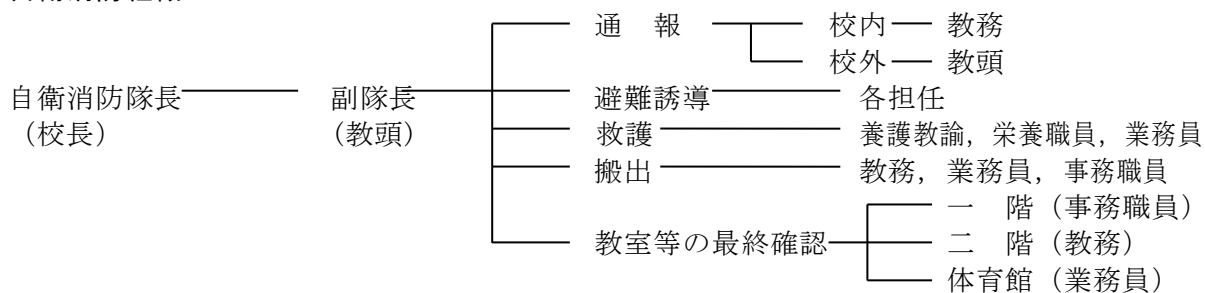 通　報　校内　教務
校外　教頭
自衛消防隊長　副隊長　避難誘導　各担任
（校長）　（教頭）　救護　養護教諭，栄養職員，業務員
搬出　教務，業務員，事務職員
一　階（事務職員）
教室等の最終確認　二　階（教務）
体育館（業務員）